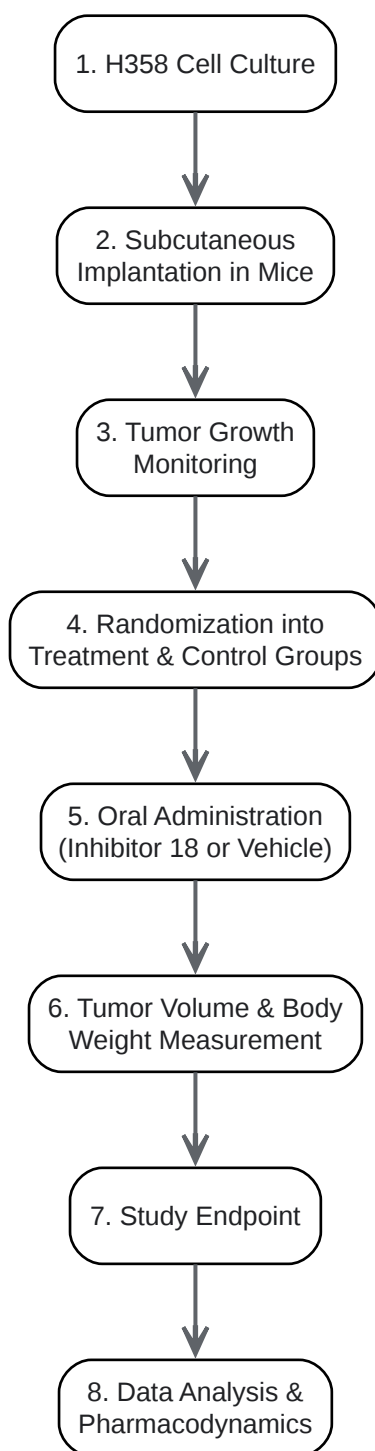 1. H358 Cell Culture
2. Subcutaneous
Implantation in Mice
3. Tumor Growth
Monitoring
4. Randomization into
Treatment & Control Groups
5. Oral Administration
(Inhibitor 18 or Vehicle)
6. Tumor Volume & Body
Weight Measurement
7. Study Endpoint
8. Data Analysis &
Pharmacodynamics